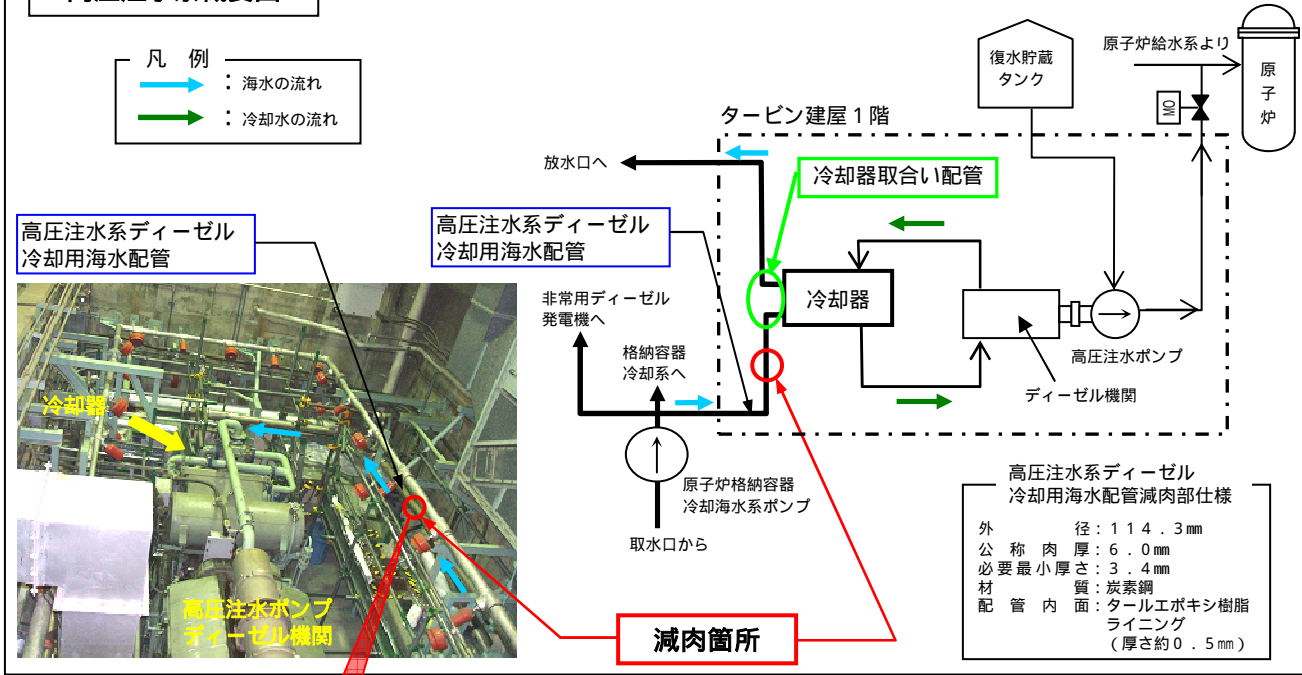 凡 例
：海水の流れ
：冷却水の流れ
復水貯蔵
タンク
原子炉給水系より
原
子
炉
MO
タービン建屋１階
放水口へ
冷却器取合い配管
高圧注水系ディーゼル
冷却用海水配管
高圧注水系ディーゼル
冷却用海水配管
非常用ディーゼル
発電機へ
冷却器
格納容器
冷却系へ
高圧注水ポンプ
ディーゼル機関
冷却器
原子炉格納容器
冷却海水系ポンプ
取水口から
高圧注水ポンプ
ディーゼル機関
減肉箇所
高圧注水系ディーゼル
冷却用海水配管減肉部仕様
外径：１１４．３㎜
公称肉厚：６．０㎜
必要最小厚さ：３．４㎜
材質：炭素鋼
配管内面：タールエポキシ樹脂
ライニング
（厚さ約０．５㎜）